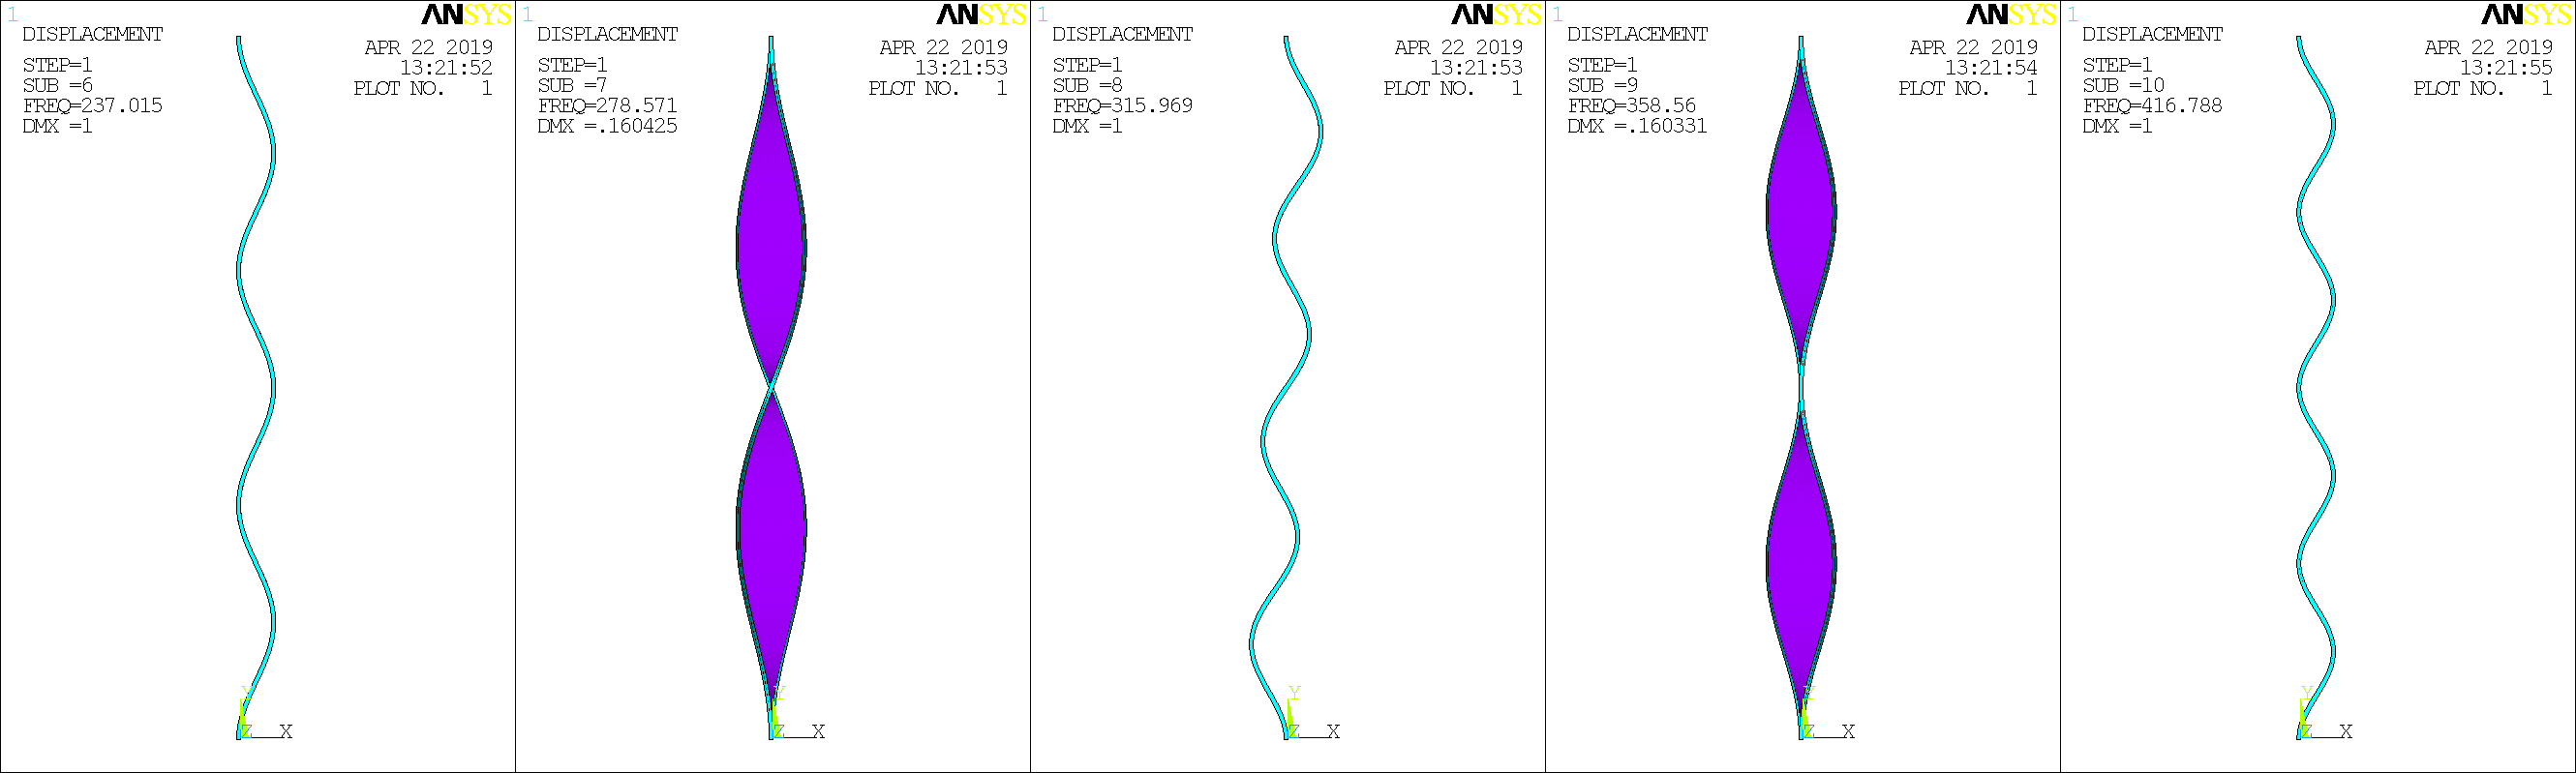 1
ANSYS
DISPLACEMENT
APR 22 2019
STEP=1
13:21:52
SUB =6
PLOT NO. 1
FREQ=237.015
DMX =1
Y
Z X
1
ANSYS
DISPLACEMENT
APR 22 2019
STEP=1
13:21:53
SUB =7
PLOT NO. 1
FREQ=278.571
DMX =.160425
Y
Z X
1
ANSYS
DISPLACEMENT
APR 22 2019
STEP=1
13:21:53
SUB =8
PLOT NO. 1
FREQ=315.969
DMX =1
Y
Z X
1
ANSYS
DISPLACEMENT
APR 22 2019
STEP=1
13:21:54
SUB =9
PLOT NO. 1
FREQ=358.56
DMX =.160331
Y
Z X
1
ANSYS
DISPLACEMENT
APR 22 2019
STEP=1
13:21:55
SUB =10
PLOT NO. 1
FREQ=416.788
DMX =1
Y
Z X